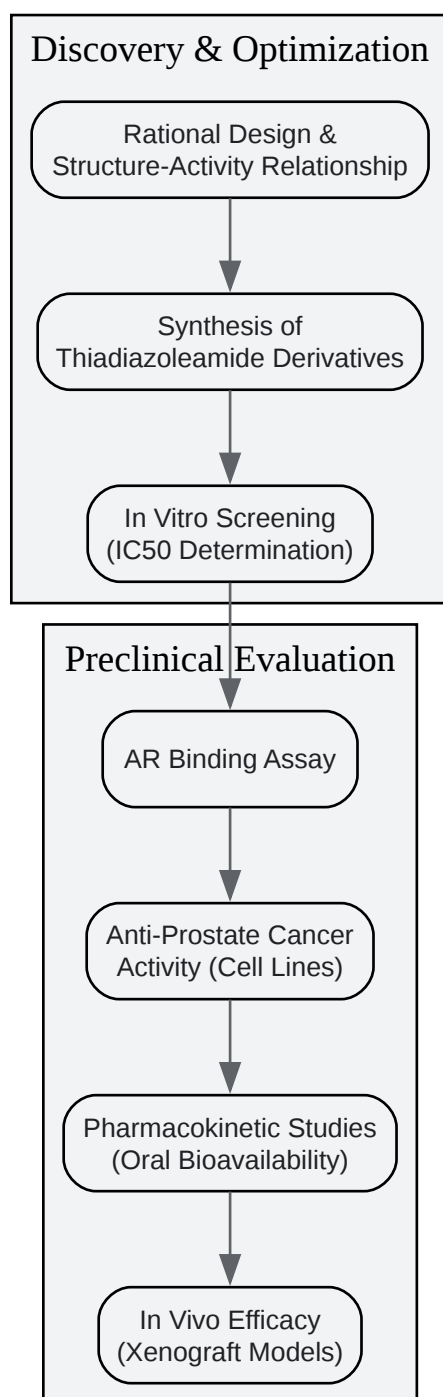 Discovery & Optimization
Rational Design &
Structure-Activity Relationship
Synthesis of
Thiadiazoleamide Derivatives
In Vitro Screening
(IC50 Determination)
Preclinical Evaluation
AR Binding Assay
Anti-Prostate Cancer
Activity (Cell Lines)
Pharmacokinetic Studies
(Oral Bioavailability)
In Vivo Efficacy
(Xenograft Models)